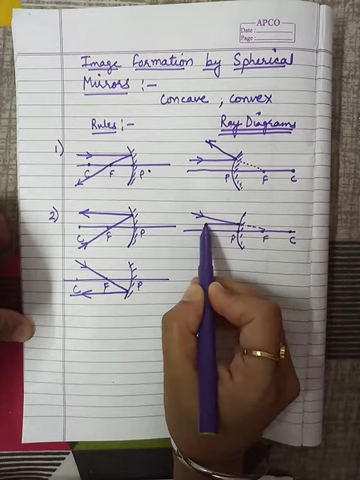 APCO
Date :
Page :
Image Formation by Spherical
Mirrors :-
Concave , convex
Rules :-
Ray Diagrams
1)
C F P
P F C
2)
C F P
P F C
C F P